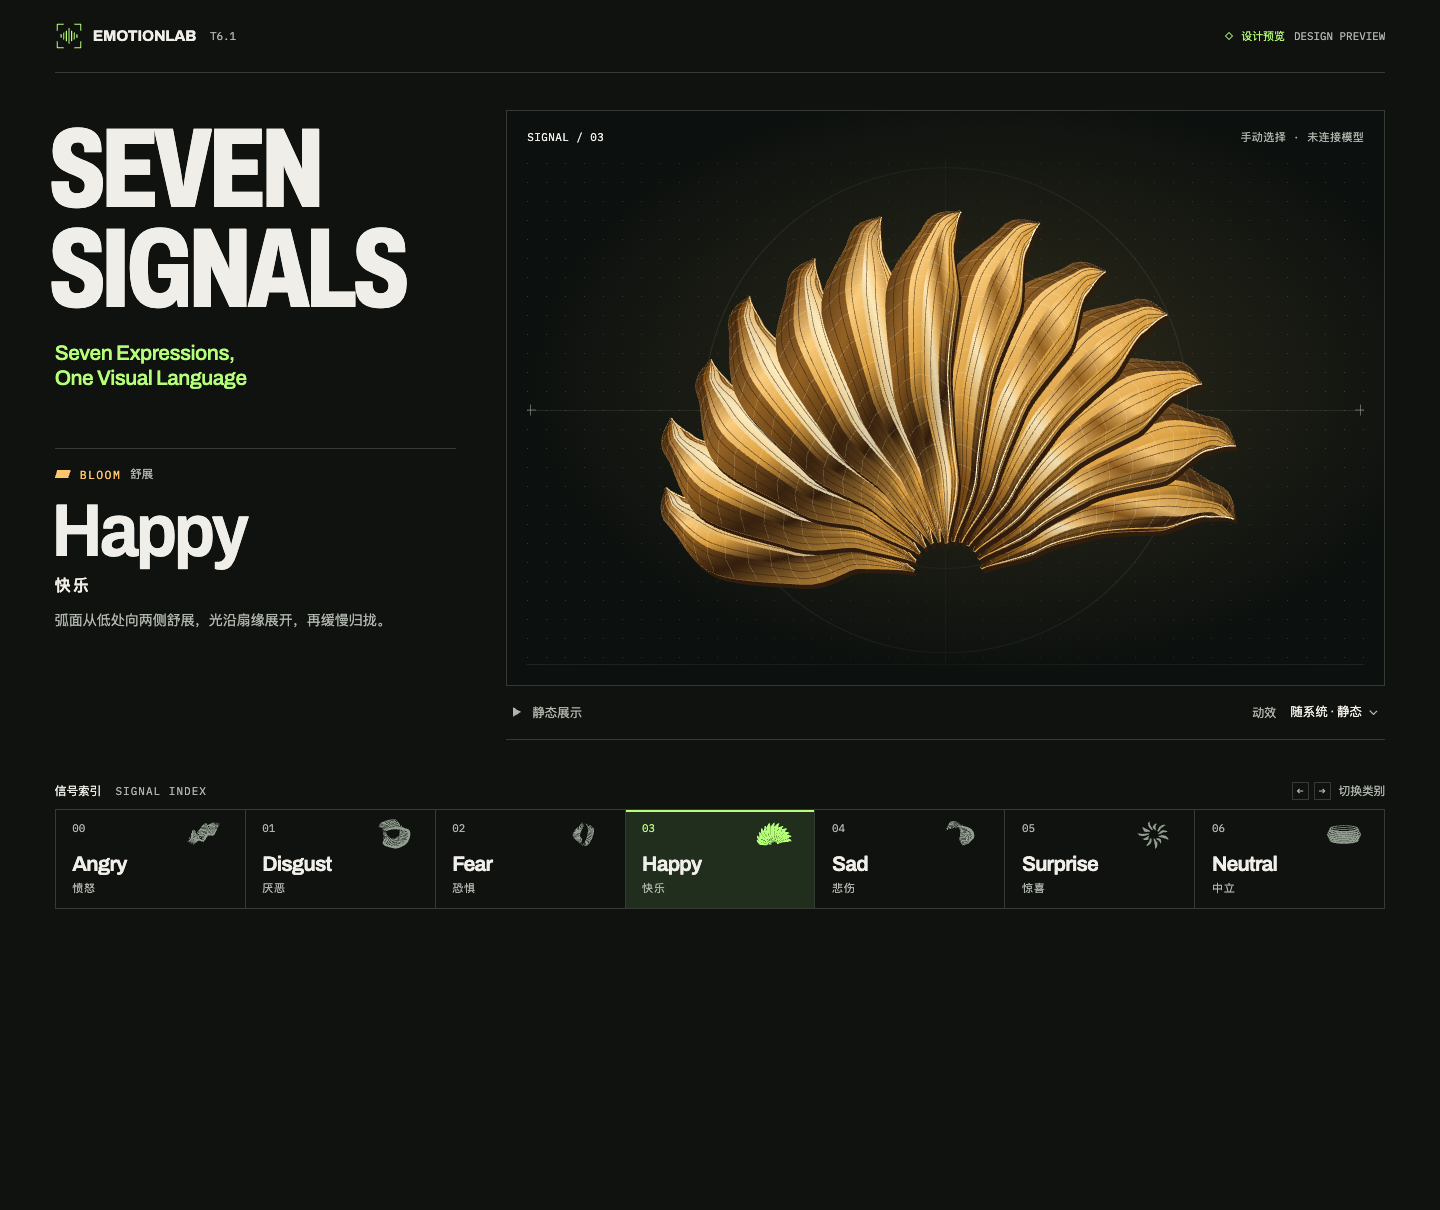 EMOTIONLAB T6.1
设计预览 DESIGN PREVIEW
SEVEN
SIGNALS
Seven Expressions,
One Visual Language
BLOOM 舒展
Happy
快乐
弧面从低处向两侧舒展，光沿扇缘展开，再缓慢归拢。
SIGNAL / 03
手动选择 · 未连接模型
静态展示
动效 随系统 · 静态
信号索引 SIGNAL INDEX
← → 切换类别
00
Angry
愤怒
01
Disgust
厌恶
02
Fear
恐惧
03
Happy
快乐
04
Sad
悲伤
05
Surprise
惊喜
06
Neutral
中立